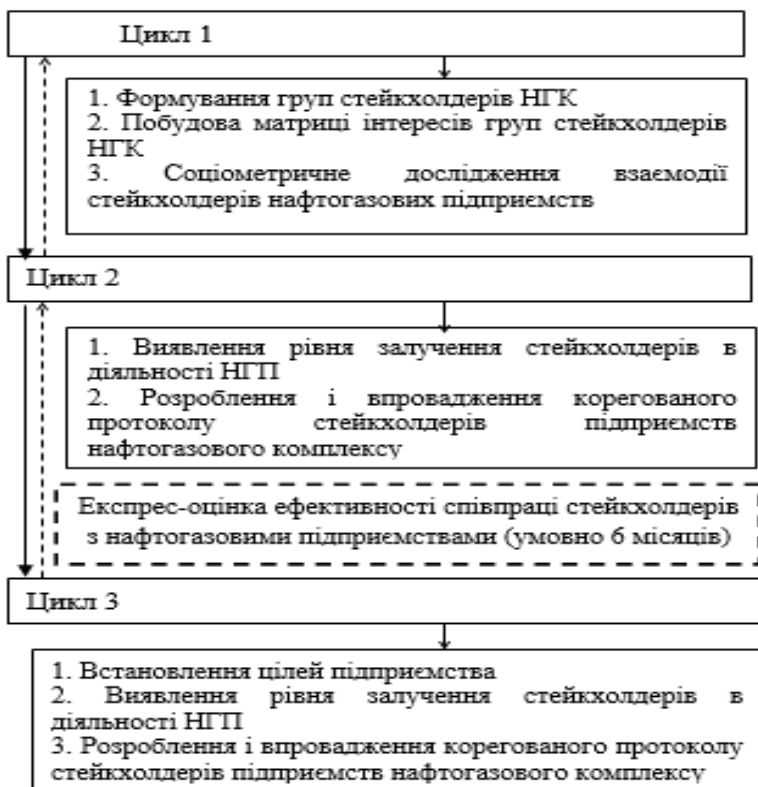 Цикл 1
1. Формування груп стейкхолдерів НГК
2. Побудова матриці інтересів груп стейкхолдерів
НГК
3. Соціометричне дослідження взаємодії
стейкхолдерів нафтогазових підприємств
Цикл 2
1. Виявлення рівня залучення стейкхолдерів в
діяльності НГП
2. Розроблення і впровадження корегованого
протоколу стейкхолдерів підприємств
нафтогазового комплексу
Експрес-оцінка ефективності співпраці стейкхолдерів
з нафтогазовими підприємствами (умовно 6 місяців)
Цикл 3
1. Встановлення цілей підприємства
2. Виявлення рівня залучення стейкхолдерів в
діяльності НГП
3. Розроблення і впровадження корегованого протоколу
стейкхолдерів підприємств нафтогазового комплексу